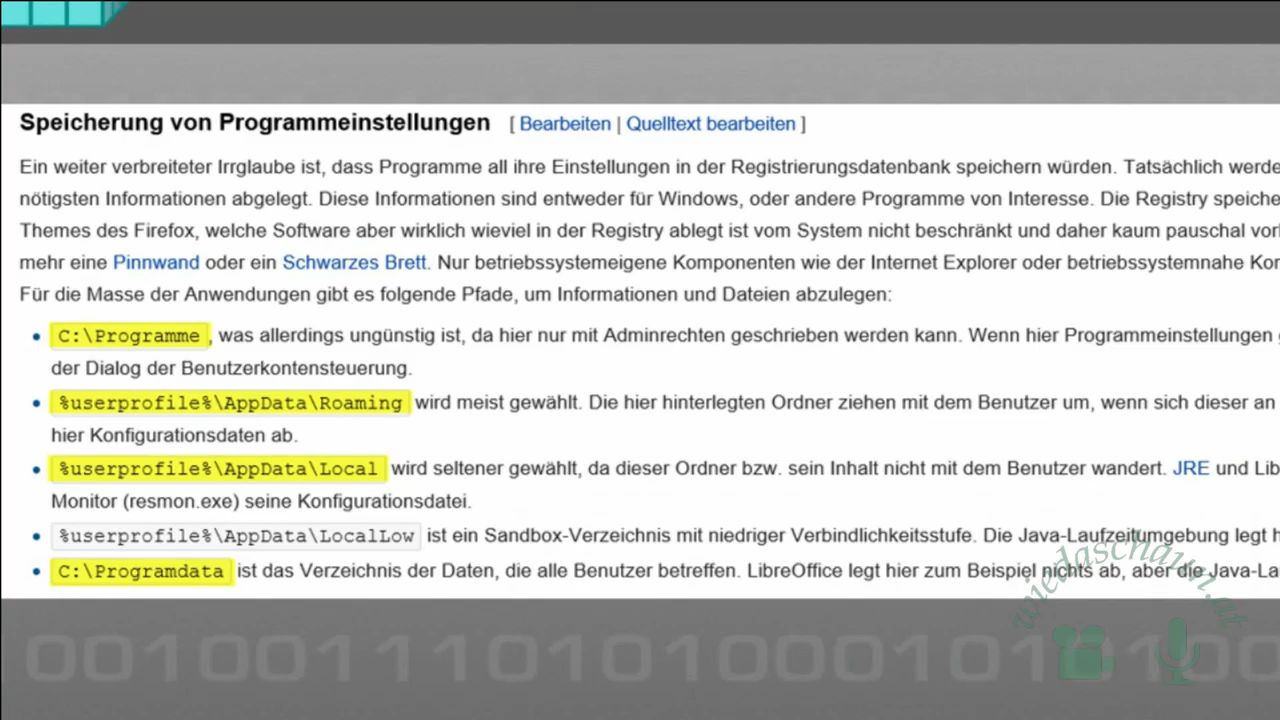 Speicherung von Programmeinstellungen [ Bearbeiten | Quelltext bearbeiten ]
Ein weiter verbreiteter Irrglaube ist, dass Programme all ihre Einstellungen in der Registrierungsdatenbank speichern würden. Tatsächlich werde
nötigsten Informationen abgelegt. Diese Informationen sind entweder für Windows, oder andere Programme von Interesse. Die Registry speiche
Themes des Firefox, welche Software aber wirklich wieviel in der Registry ablegt ist vom System nicht beschränkt und daher kaum pauschal vor
mehr eine Pinnwand oder ein Schwarzes Brett. Nur betriebssystemeigene Komponenten wie der Internet Explorer oder betriebssystemnahe Kor
Für die Masse der Anwendungen gibt es folgende Pfade, um Informationen und Dateien abzulegen:
• C:\Programme, was allerdings ungünstig ist, da hier nur mit Adminrechten geschrieben werden kann. Wenn hier Programmeinstellungen
der Dialog der Benutzerkontensteuerung.
• %userprofile%\AppData\Roaming wird meist gewählt. Die hier hinterlegten Ordner ziehen mit dem Benutzer um, wenn sich dieser an
hier Konfigurationsdaten ab.
• %userprofile%\AppData\Local wird seltener gewählt, da dieser Ordner bzw. sein Inhalt nicht mit dem Benutzer wandert. JRE und Lib
Monitor (resmon.exe) seine Konfigurationsdatei.
• %userprofile%\AppData\LocalLow ist ein Sandbox-Verzeichnis mit niedriger Verbindlichkeitsstufe. Die Java-Laufzeitumgebung legt h
• C:\Programdata ist das Verzeichnis der Daten, die alle Benutzer betreffen. LibreOffice legt hier zum Beispiel nichts ab, aber die Java-La
wiedaschaun.at
001001110101000101010100